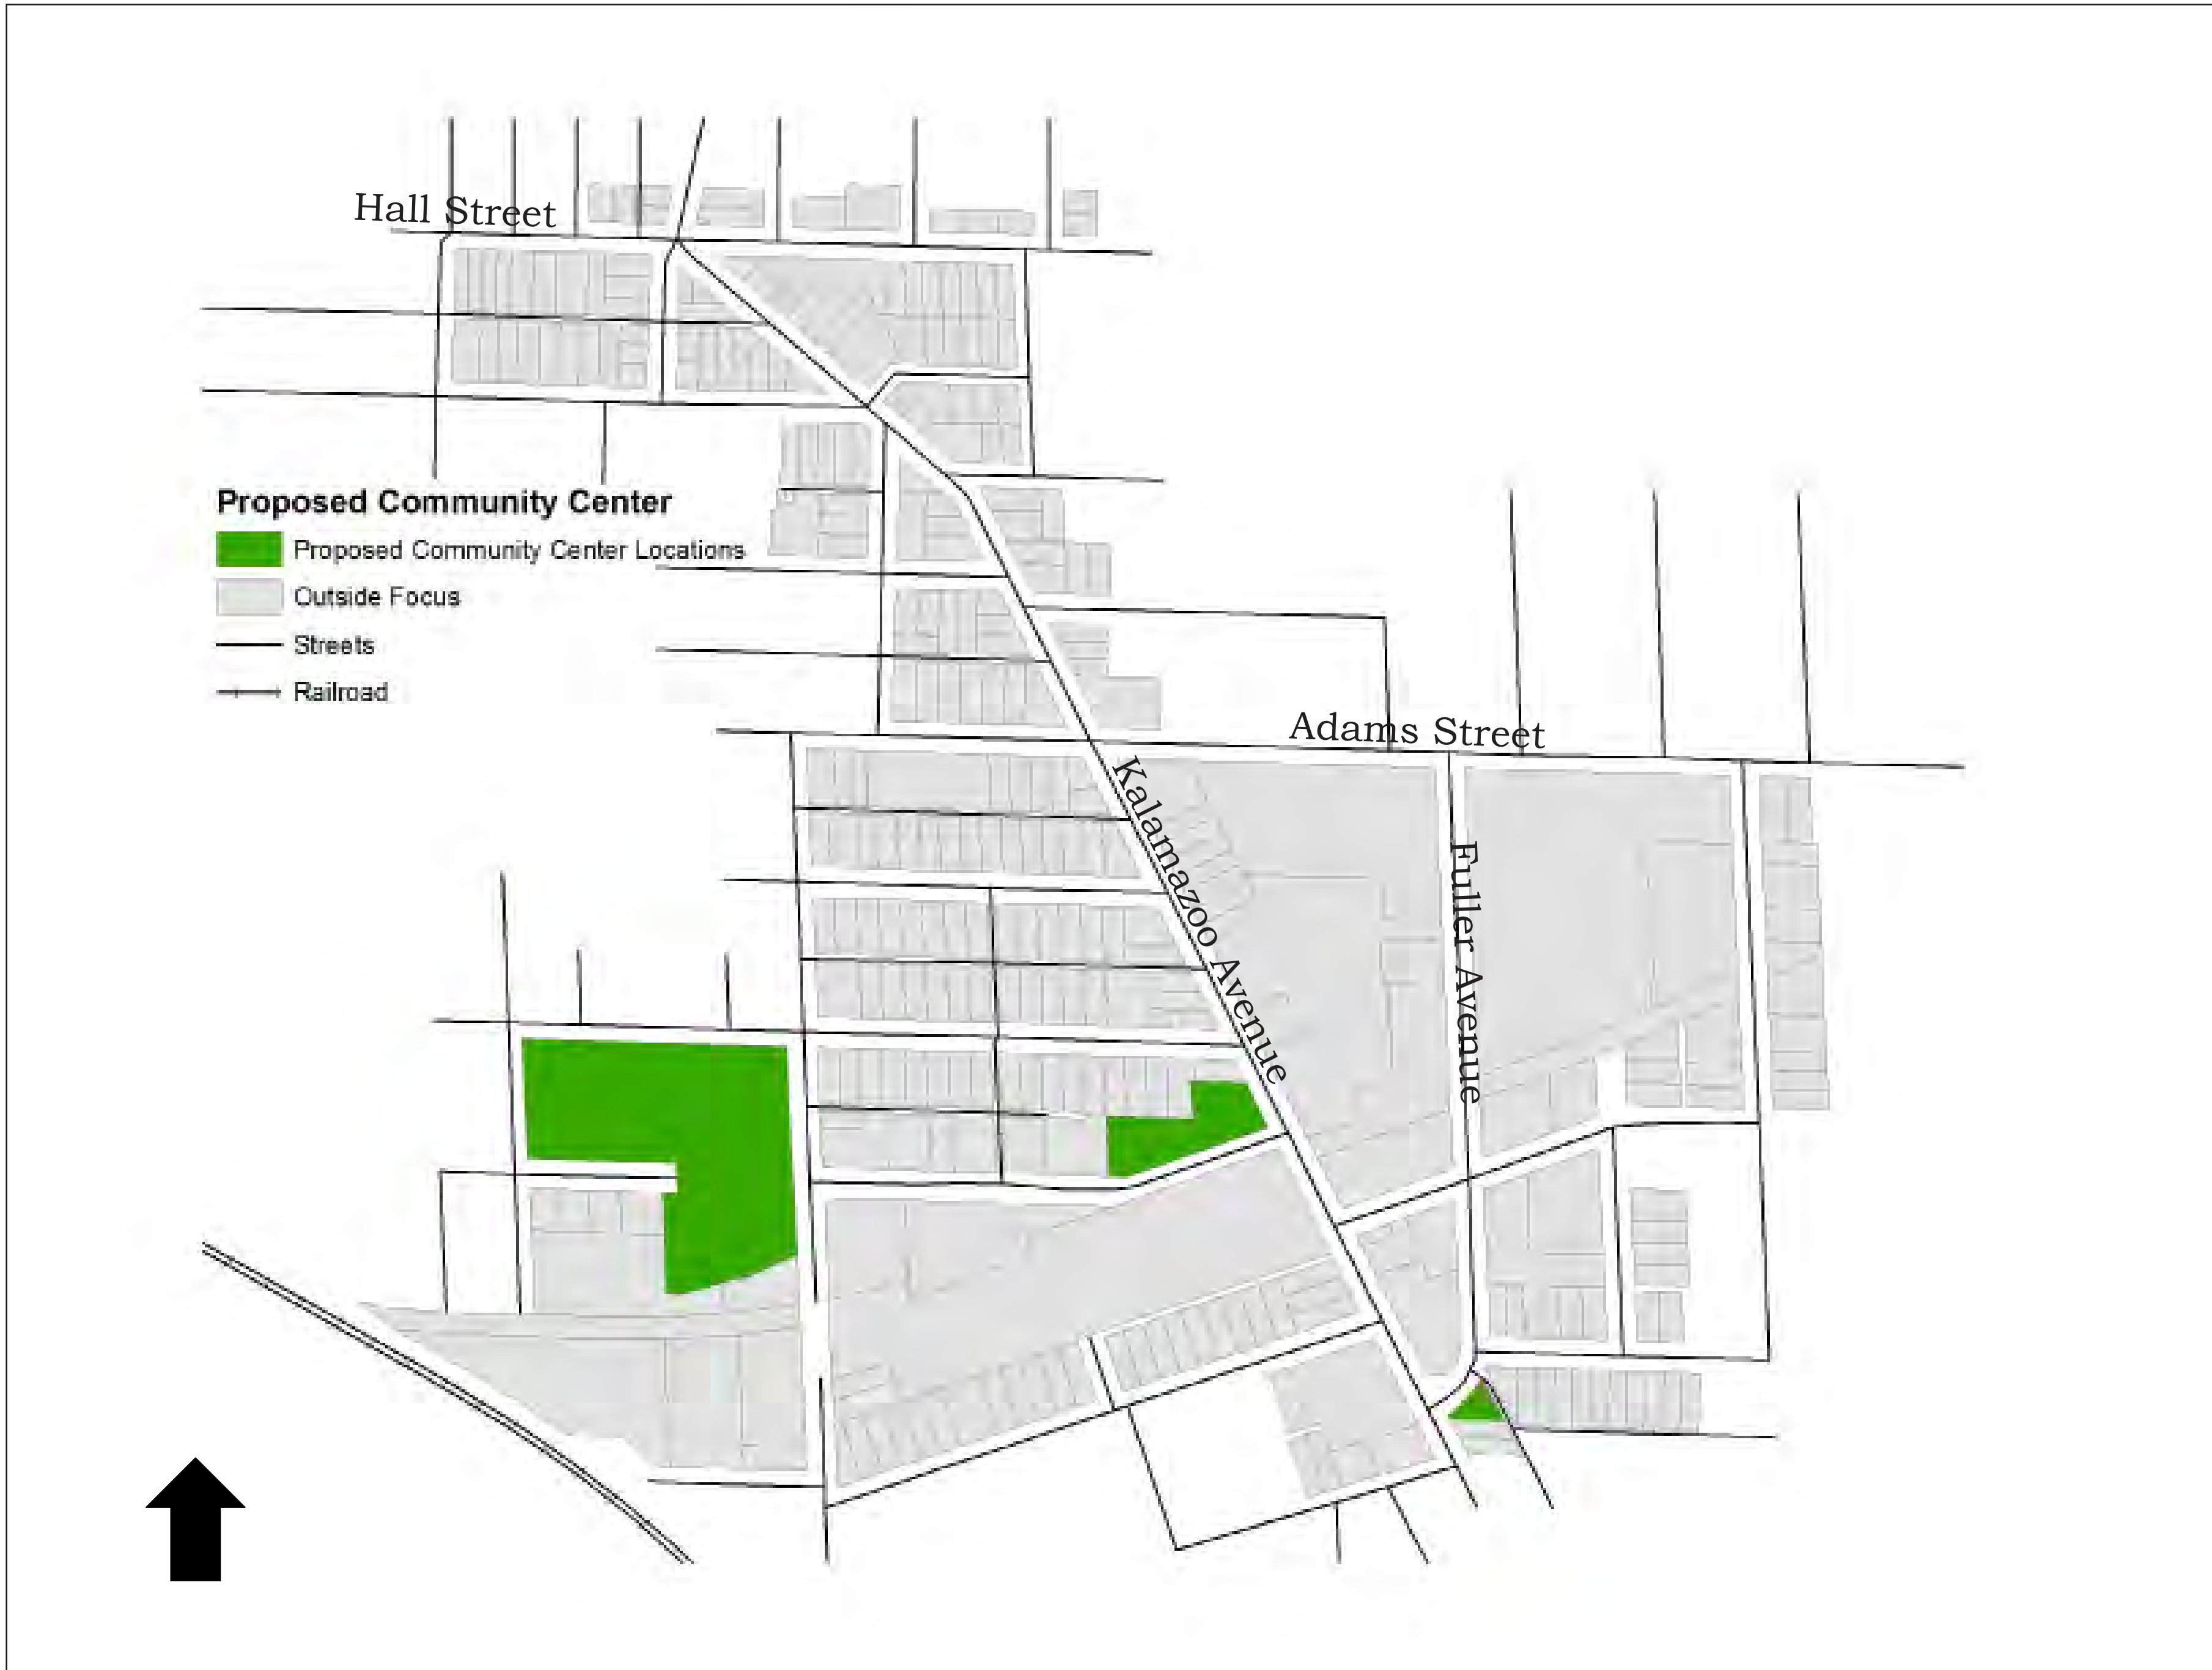 Hall Street
Proposed Community Center
Proposed Community Center Locations
Outside Focus
Streets
Railroad
Adams Street
Kalamazoo Avenue
Fuller Avenue